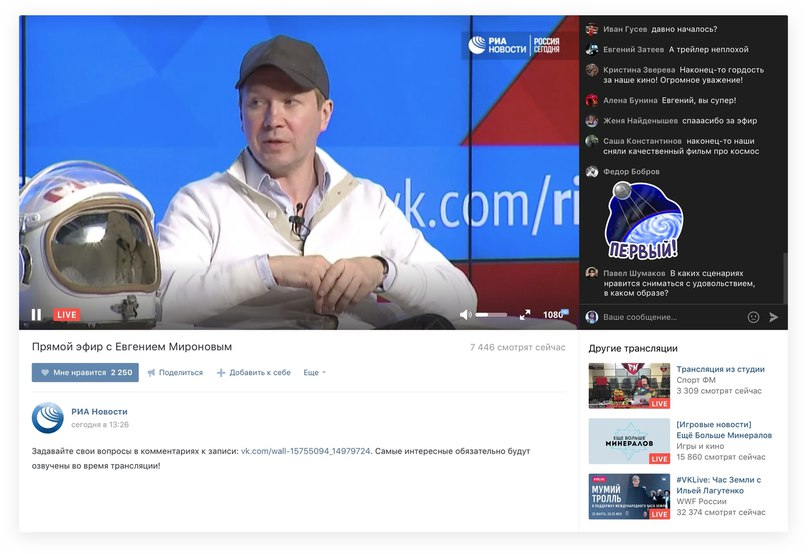 РИА НОВОСТИ
РОССИЯ СЕГОДНЯ
vk.com/ri
LIVE
1080 HD
Прямой эфир с Евгением Мироновым
7 446 смотрят сейчас
Мне нравится 2 250
Поделиться
Добавить к себе
Еще
РИА Новости
сегодня в 13:26
Задавайте свои вопросы в комментариях к записи: vk.com/wall-15755094_14979724. Самые интересные обязательно будут
озвучены во время трансляции!
Иван Гусев давно началось?
Евгений Затеев А трейлер неплохой
Кристина Зверева Наконец-то гордость
за наше кино! Огромное уважение!
Алена Бунина Евгений, вы супер!
Женя Найденышев спааасибо за эфир
Саша Константинов наконец-то наши
сняли качественный фильм про космос
Федор Бобров
ПЕРВЫЙ!
Павел Шумаков В каких сценариях
нравится сниматься с удовольствием,
в каком образе?
Ваше сообщение...
Другие трансляции
LIVE
Трансляция из студии
Спорт ФМ
3 309 смотрят сейчас
ЕЩЕ БОЛЬШЕ
МИНЕРАЛОВ
LIVE
[Игровые новости]
Ещё Больше Минералов
Игры и кино
15 860 смотрят сейчас
МУМИЙ
ТРОЛЛЬ
LIVE
#VKLive: Час Земли с
Ильей Лагутенко
WWF России
32 374 смотрят сейчас